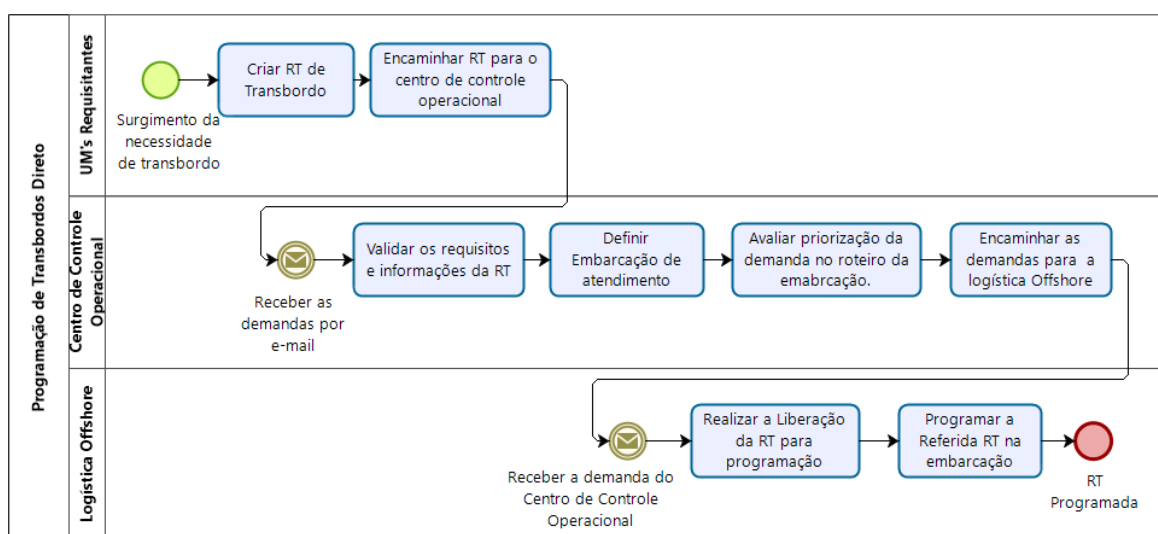 Programação de Transbordos Direto
UM's Requisitantes
Surgimento da
necessidade
de transbordo
Criar RT de
Transbordo
Encaminhar RT para o
centro de controle
operacional
Centro de Controle
Operacional
Receber as
demandas por
e-mail
Validar os requisitos
e informações da RT
Definir
Embarcação de
atendimento
Avaliar priorização da
demanda no roteiro da
emabrcação.
Encaminhar as
demandas para a
logística Offshore
Logística Offshore
Receber a demanda do
Centro de Controle
Operacional
Realizar a Liberação
da RT para
programação
Programar a
Referida RT na
embarcação
RT
Programada